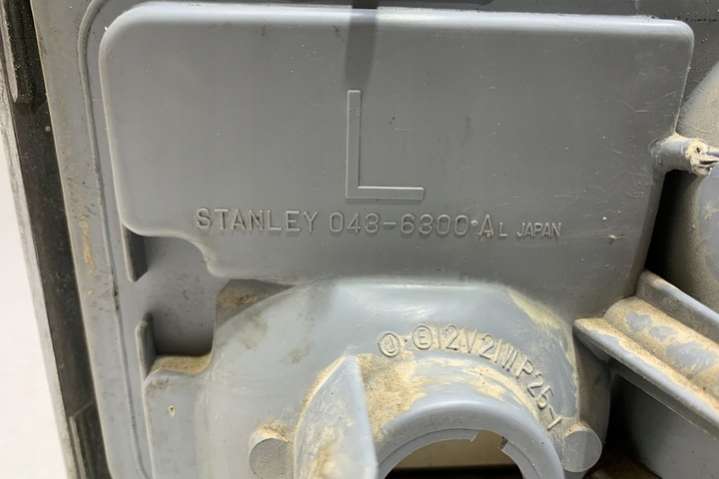 L
STANLEY 043-6300·AL JAPAN
J·E 12V21W P25-1